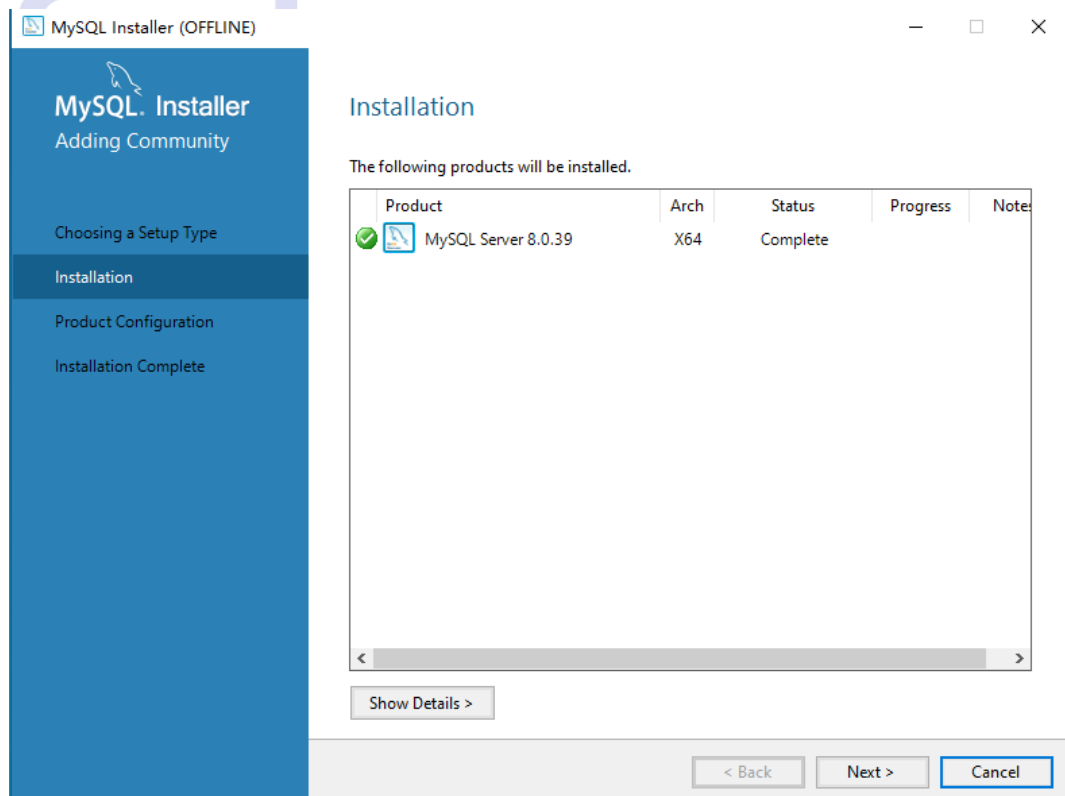 MySQL Installer (OFFLINE)
MySQL. Installer
Adding Community
Choosing a Setup Type
Installation
Product Configuration
Installation Complete
Installation
The following products will be installed.
Product Arch Status Progress Notes
MySQL Server 8.0.39 X64 Complete
Show Details >
< Back Next > Cancel